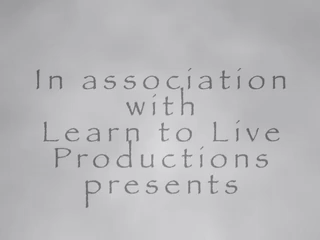 In association
with
Learn to Live
Productions
presents